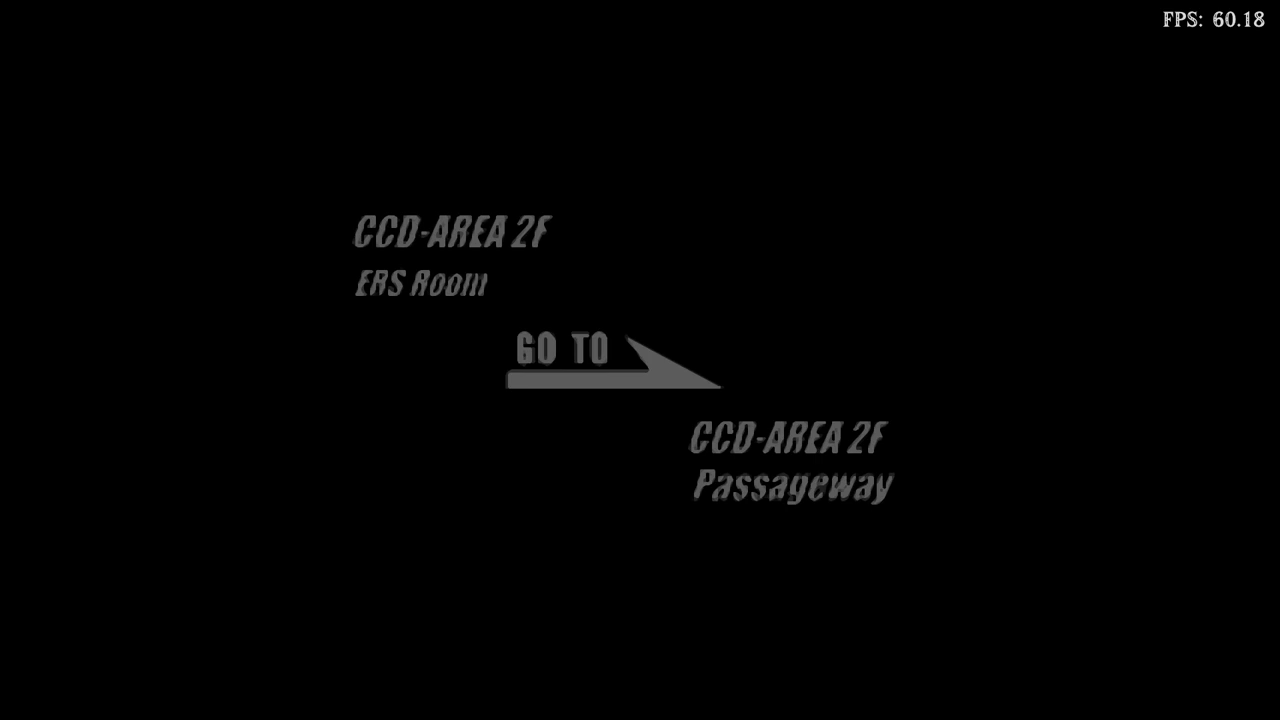 FPS: 60.18
CCD-AREA 2F
ERS Room
GO TO
CCD-AREA 2F
Passageway